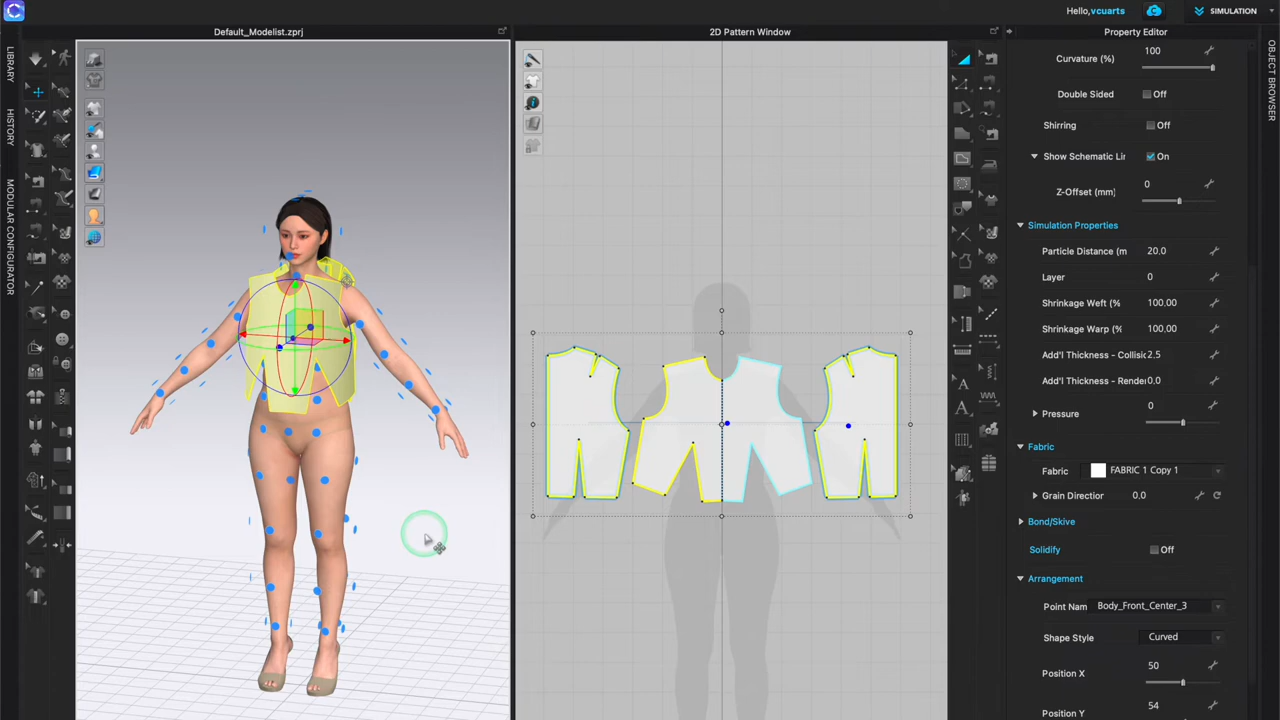 Hello,vcuarts
SIMULATION
Default_Modelist.zprj
2D Pattern Window
Property Editor
LIBRARY
HISTORY
MODULAR CONFIGURATOR
OBJECT BROWSER
Curvature (%)
100
Double Sided
Off
Shirring
Off
Show Schematic Lin
On
Z-Offset (mm)
0
Simulation Properties
Particle Distance (m
20.0
Layer
0
Shrinkage Weft (%
100.00
Shrinkage Warp (%
100.00
Add'l Thickness - Collisic
2.5
Add'l Thickness - Render
0.0
Pressure
0
Fabric
Fabric
FABRIC 1 Copy 1
Grain Direction
0.0
Bond/Skive
Solidify
Off
Arrangement
Point Nam
Body_Front_Center_3
Shape Style
Curved
Position X
50
Position Y
54